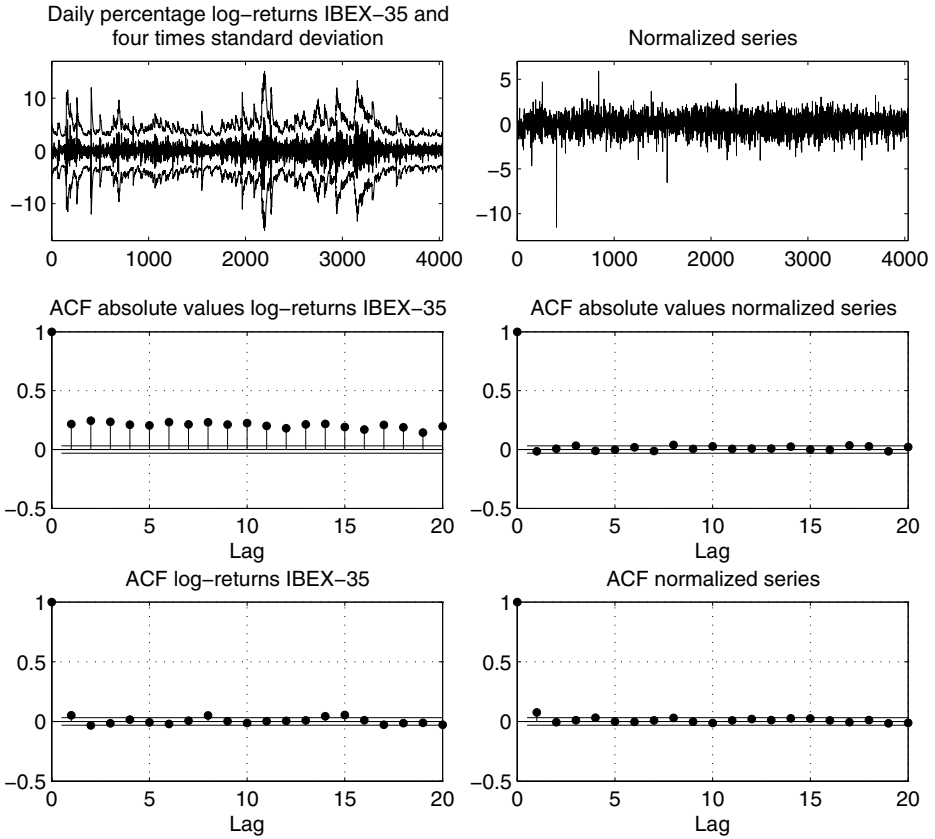 Daily percentage log−returns IBEX−35 and
four times standard deviation
10
0
−10
0 1000 2000 3000 4000
Normalized series
5
0
−5
−10
0 1000 2000 3000 4000
ACF absolute values log−returns IBEX−35
1
0.5
0
−0.5
0 5 10 15 20
Lag
ACF absolute values normalized series
1
0.5
0
−0.5
0 5 10 15 20
Lag
ACF log−returns IBEX−35
1
0.5
0
−0.5
0 5 10 15 20
Lag
ACF normalized series
1
0.5
0
−0.5
0 5 10 15 20
Lag